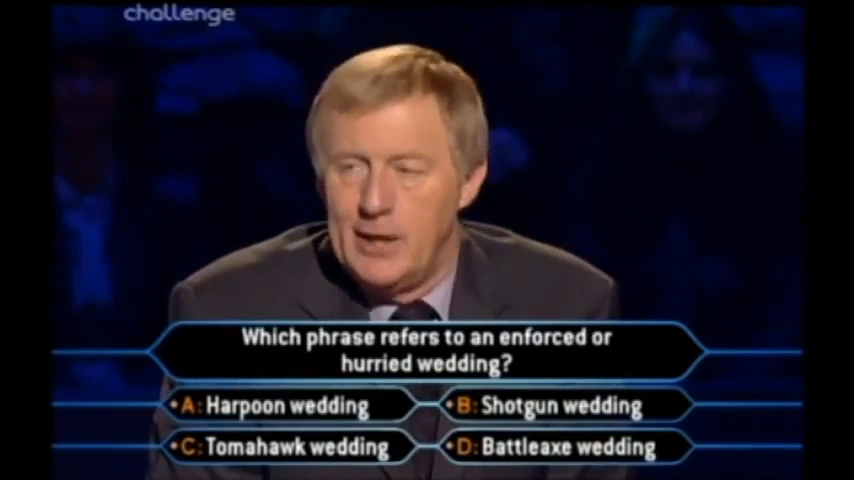 challenge
Which phrase refers to an enforced or
hurried wedding?
A: Harpoon wedding
B: Shotgun wedding
C: Tomahawk wedding
D: Battleaxe wedding